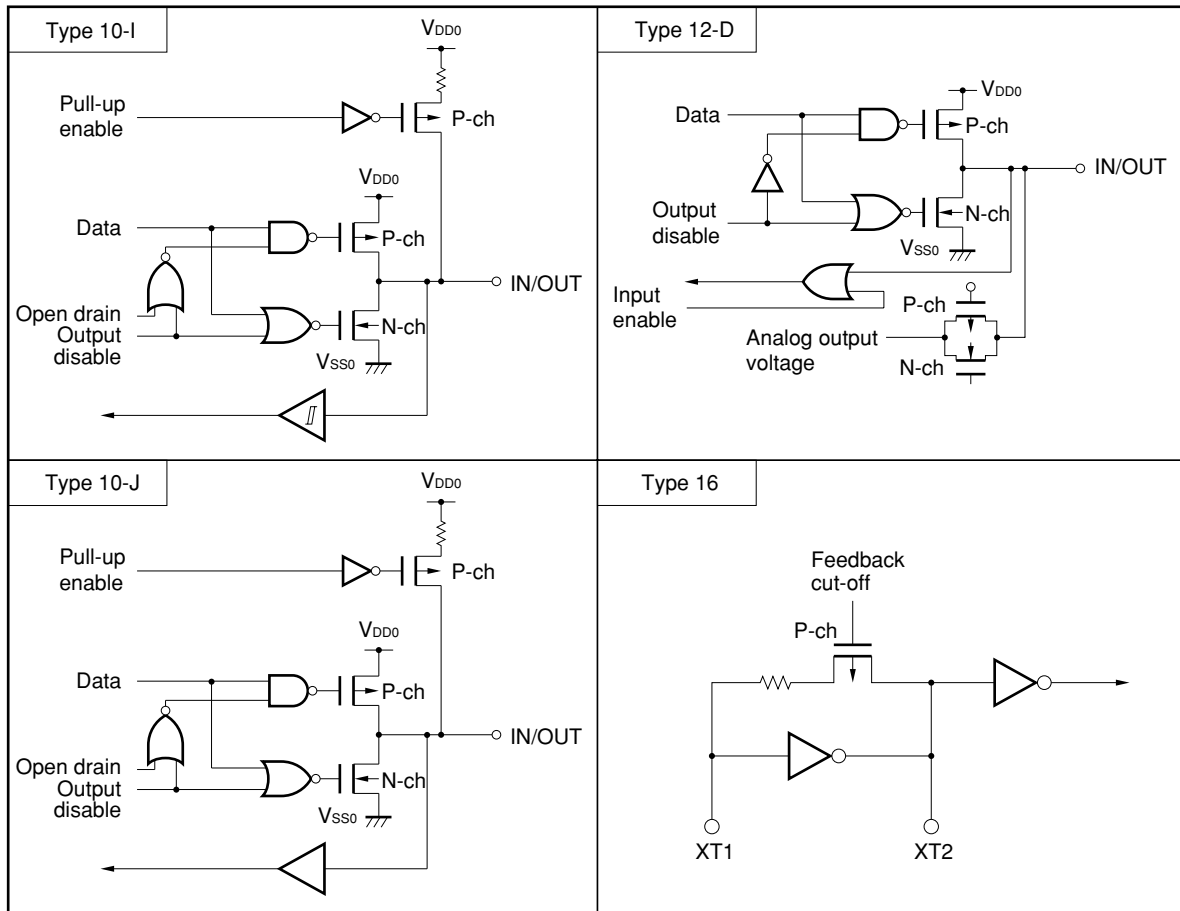 Type 10-I
VDD0
Pull-up
enable
P-ch
VDD0
Data
P-ch
IN/OUT
Open drain
Output
disable
N-ch
VSS0
Type 12-D
VDD0
Data
P-ch
IN/OUT
Output
disable
N-ch
VSS0
Input
enable
P-ch
Analog output
voltage
N-ch
Type 10-J
VDD0
Pull-up
enable
P-ch
VDD0
Data
P-ch
IN/OUT
Open drain
Output
disable
N-ch
VSS0
Type 16
Feedback
cut-off
P-ch
XT1
XT2